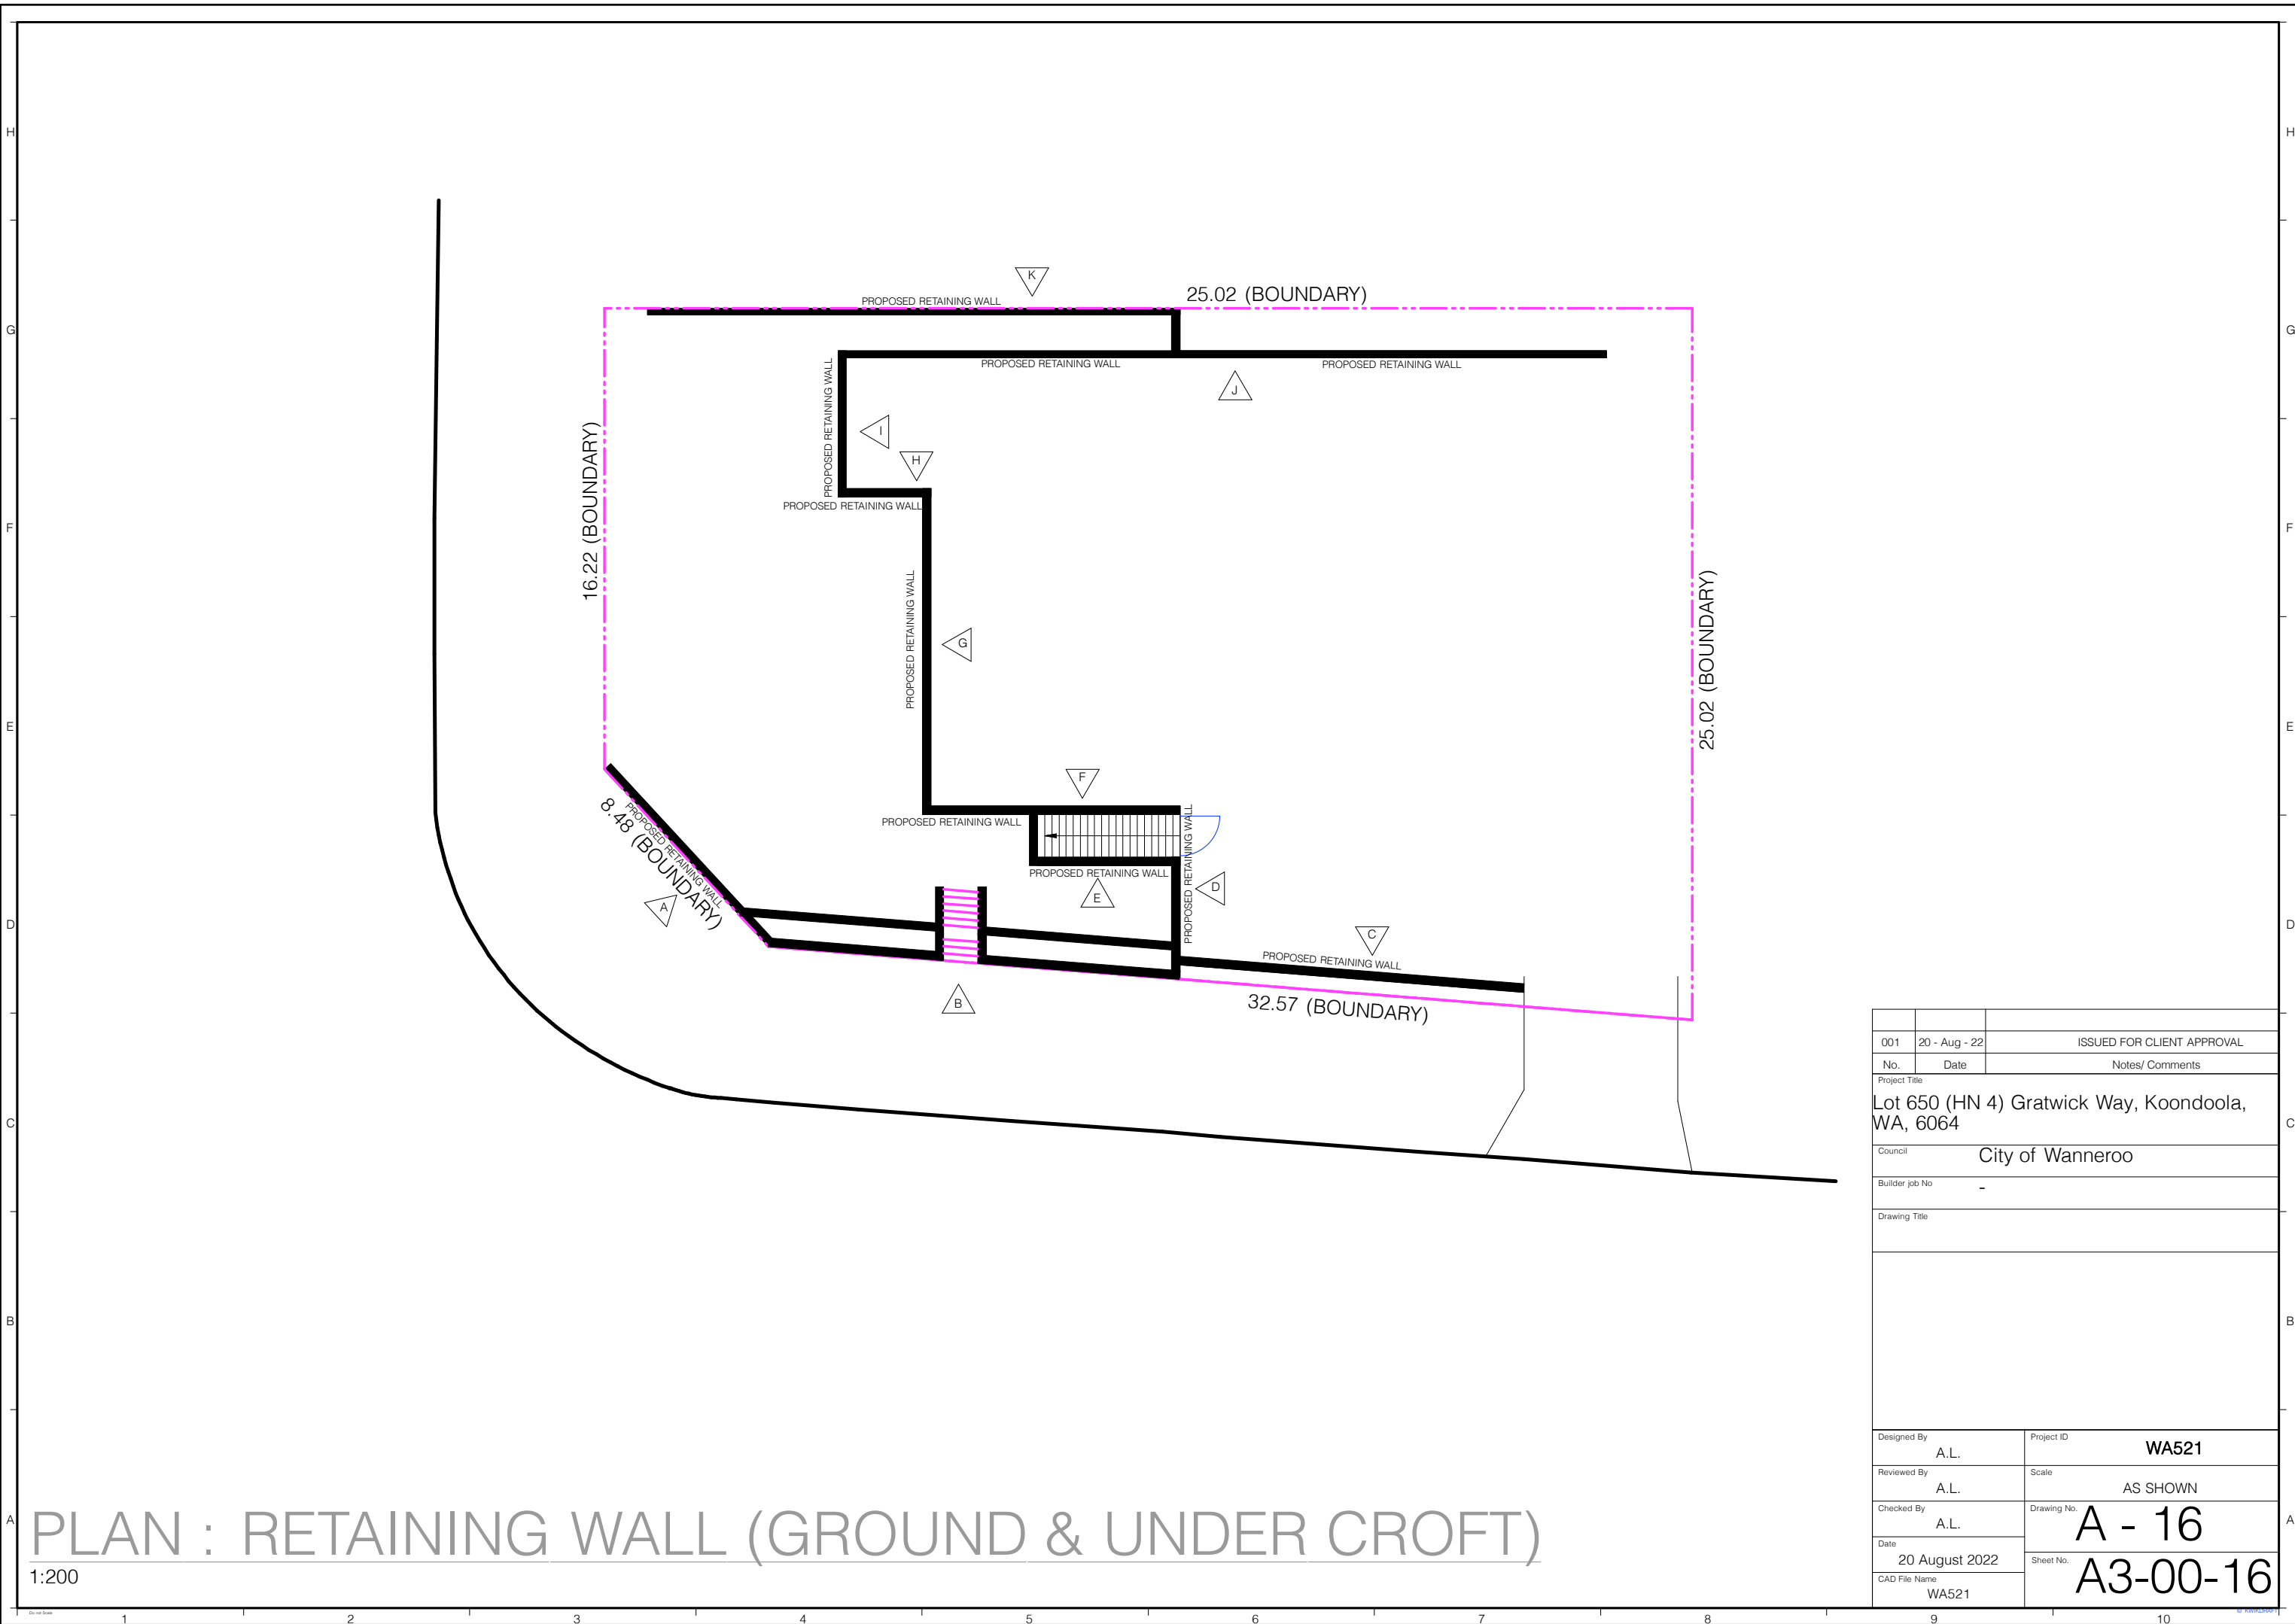 H
H
K
25.02 (BOUNDARY)
PROPOSED RETAINING WALL
G
G
PROPOSED RETAINING WALL
PROPOSED RETAINING WALL
PROPOSED RETAINING WALL
J
I
H
16.22 (BOUNDARY)
PROPOSED RETAINING WALL
F
F
PROPOSED RETAINING WALL
G
25.02 (BOUNDARY)
E
E
F
8.48 (BOUNDARY)
PROPOSED RETAINING WALL
PROPOSED RETAINING WALL
PROPOSED RETAINING WALL
PROPOSED RETAINING WALL
D
E
A
D
D
C
PROPOSED RETAINING WALL
B
32.57 (BOUNDARY)
001 20 - Aug - 22 ISSUED FOR CLIENT APPROVAL
No. Date Notes/ Comments
Project Title
Lot 650 (HN 4) Gratwick Way, Koondoola,
WA, 6064
C
C
Council City of Wanneroo
Builder job No -
Drawing Title
B
B
Designed By A.L.
Project ID WA521
Reviewed By A.L.
Scale AS SHOWN
Checked By A.L.
Drawing No. A - 16
Date
20 August 2022
Sheet No. A3-00-16
CAD File Name
WA521
A
A
PLAN : RETAINING WALL (GROUND & UNDER CROFT)
1:200
Do not Scale
1 2 3 4 5 6 7 8 9 10